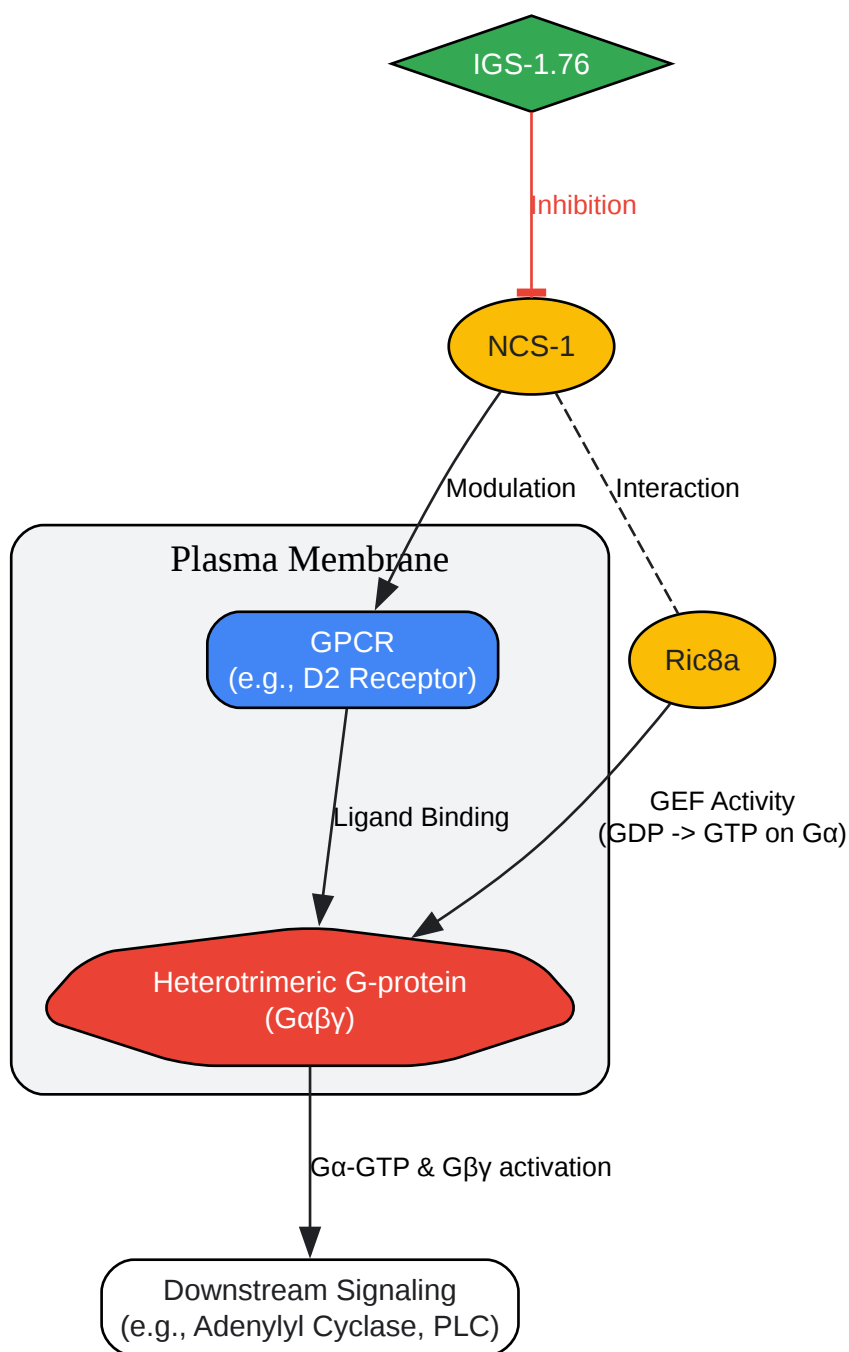 IGS-1.76
Inhibition
NCS-1
Modulation
Interaction
Plasma Membrane
GPCR
(e.g., D2 Receptor)
Ric8a
Ligand Binding
GEF Activity
(GDP -> GTP on Gα)
Heterotrimeric G-protein
(Gαβγ)
Gα-GTP & Gβγ activation
Downstream Signaling
(e.g., Adenylyl Cyclase, PLC)